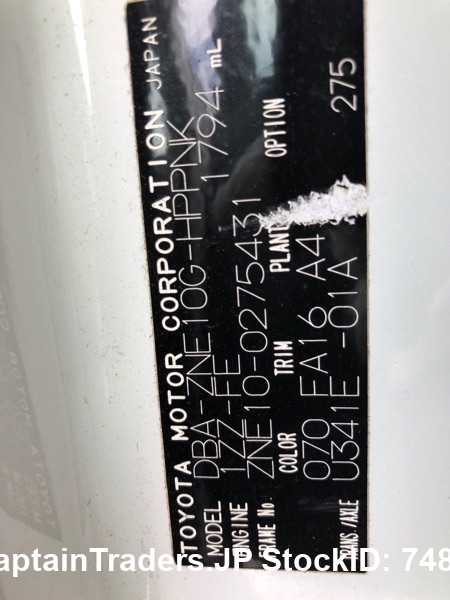 TOYOTA MOTOR CORPORATION JAPAN
MODEL DBA-ZNE10G-HPPNK
ENGINE 1ZZ-FE 1794 mL
FRAME No. ZNE10-0275431
COLOR TRIM PLANT OPTION
070 FA16 A4 275
TRANS./AXLE U341E -01A
aptainTraders.JP StockID: 748